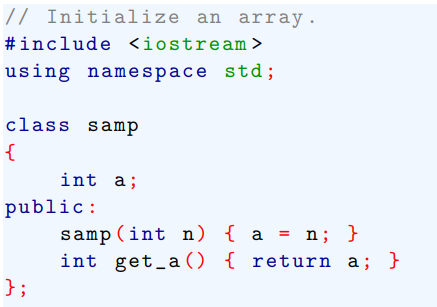 // Initialize an array.
#include <iostream>
using namespace std;

class samp
{
    int a;
public:
    samp(int n) { a = n; }
    int get_a() { return a; }
};